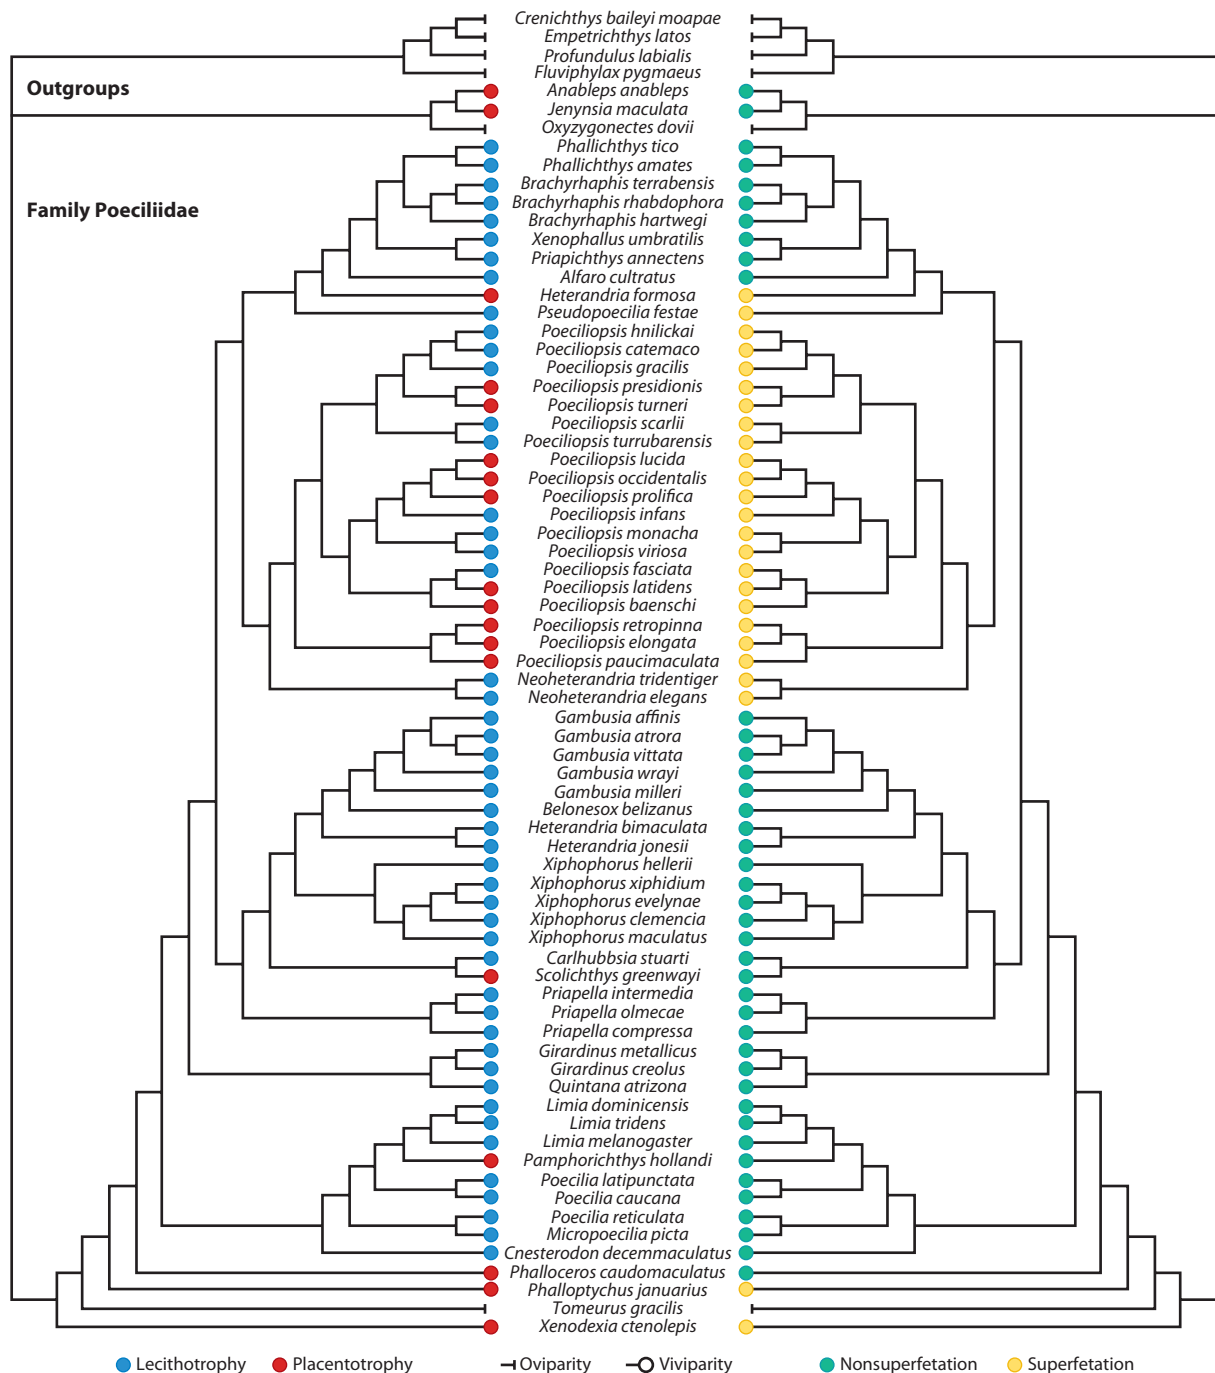 Crenichthys baileyi moapae
Empetrichthys latos
Profundulus labialis
Fluviphylax pygmaeus
Outgroups
Anableps anableps
Jenynsia maculata
Oxyzygonectes dovii
Phallichthys tico
Phallichthys amates
Brachyrhaphis terrabensis
Family Poeciliidae
Brachyrhaphis rhabdophora
Brachyrhaphis hartwegi
Xenophallus umbratilis
Priapichthys annectens
Alfaro cultratus
Heterandria formosa
Pseudopoecilia festae
Poeciliopsis hnilickai
Poeciliopsis catemaco
Poeciliopsis gracilis
Poeciliopsis presidionis
Poeciliopsis turneri
Poeciliopsis scarlii
Poeciliopsis turrubarensis
Poeciliopsis lucida
Poeciliopsis occidentalis
Poeciliopsis prolifica
Poeciliopsis infans
Poeciliopsis monacha
Poeciliopsis viriosa
Poeciliopsis fasciata
Poeciliopsis latidens
Poeciliopsis baenschi
Poeciliopsis retropinna
Poeciliopsis elongata
Poeciliopsis paucimaculata
Neoheterandria tridentiger
Neoheterandria elegans
Gambusia affinis
Gambusia atrora
Gambusia vittata
Gambusia wrayi
Gambusia milleri
Belonesox belizanus
Heterandria bimaculata
Heterandria jonesii
Xiphophorus hellerii
Xiphophorus xiphidium
Xiphophorus evelynae
Xiphophorus clemencia
Xiphophorus maculatus
Carlhubbsia stuarti
Scolichthys greenwayi
Priapella intermedia
Priapella olmecae
Priapella compressa
Girardinus metallicus
Girardinus creolus
Quintana atrizona
Limia dominicensis
Limia tridens
Limia melanogaster
Pamphorichthys hollandi
Poecilia latipunctata
Poecilia caucana
Poecilia reticulata
Micropoecilia picta
Cnesterodon decemmaculatus
Phalloceros caudomaculatus
Phalloptychus januarius
Tomeurus gracilis
Xenodexia ctenolepis
Lecithotrophy Placentotrophy Oviparity Viviparity Nonsuperfetation Superfetation